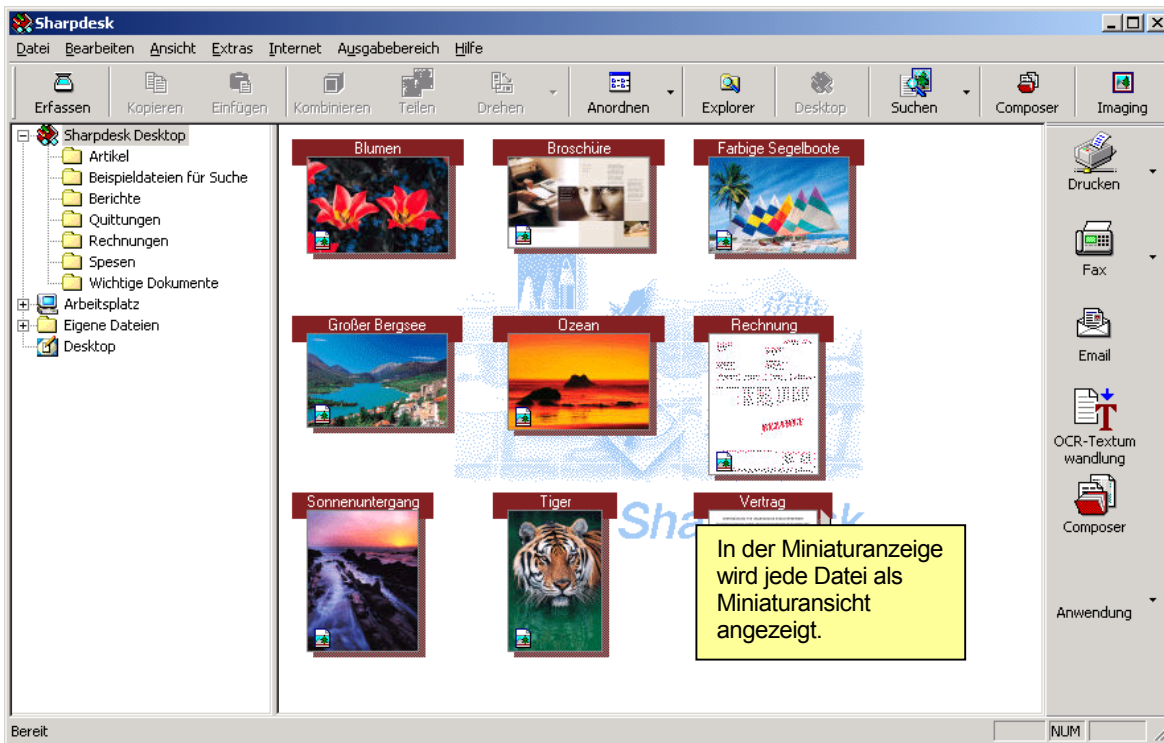 Sharpdesk
Datei Bearbeiten Ansicht Extras Internet Ausgabebereich Hilfe
Erfassen Kopieren Einfügen Kombinieren Teilen Drehen Anordnen Explorer Desktop Suchen Composer Imaging
Sharpdesk Desktop
Artikel
Beispieldateien für Suche
Berichte
Quittungen
Rechnungen
Spesen
Wichtige Dokumente
Arbeitsplatz
Eigene Dateien
Desktop
Blumen Broschüre Farbige Segelboote
Großer Bergsee Ozean Rechnung
BEZAHLT
Sonnenuntergang Tiger Vertrag
In der Miniaturanzeige
wird jede Datei als
Miniaturansicht
angezeigt.
Drucken
Fax
Email
OCR-Textum
wandlung
Composer
Anwendung
Bereit NUM